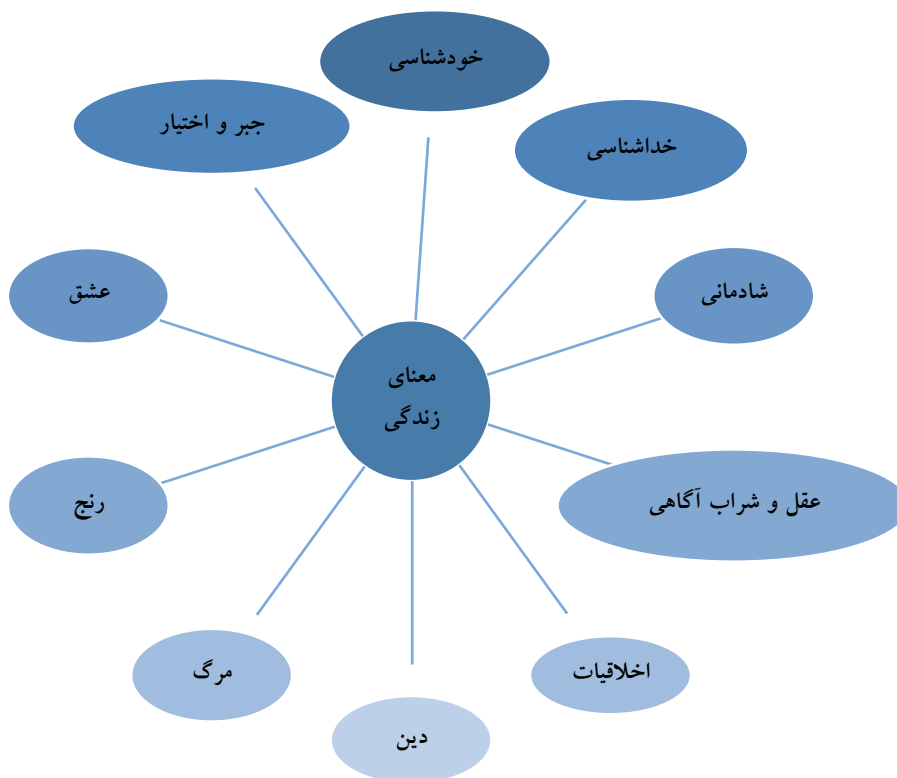 خودشناسی
جبر و اختیار
خداشناسی
عشق
شادمانی
معنای
زندگی
رنج
عقل و شراب آگاهی
مرگ
اخلاقیات
دین